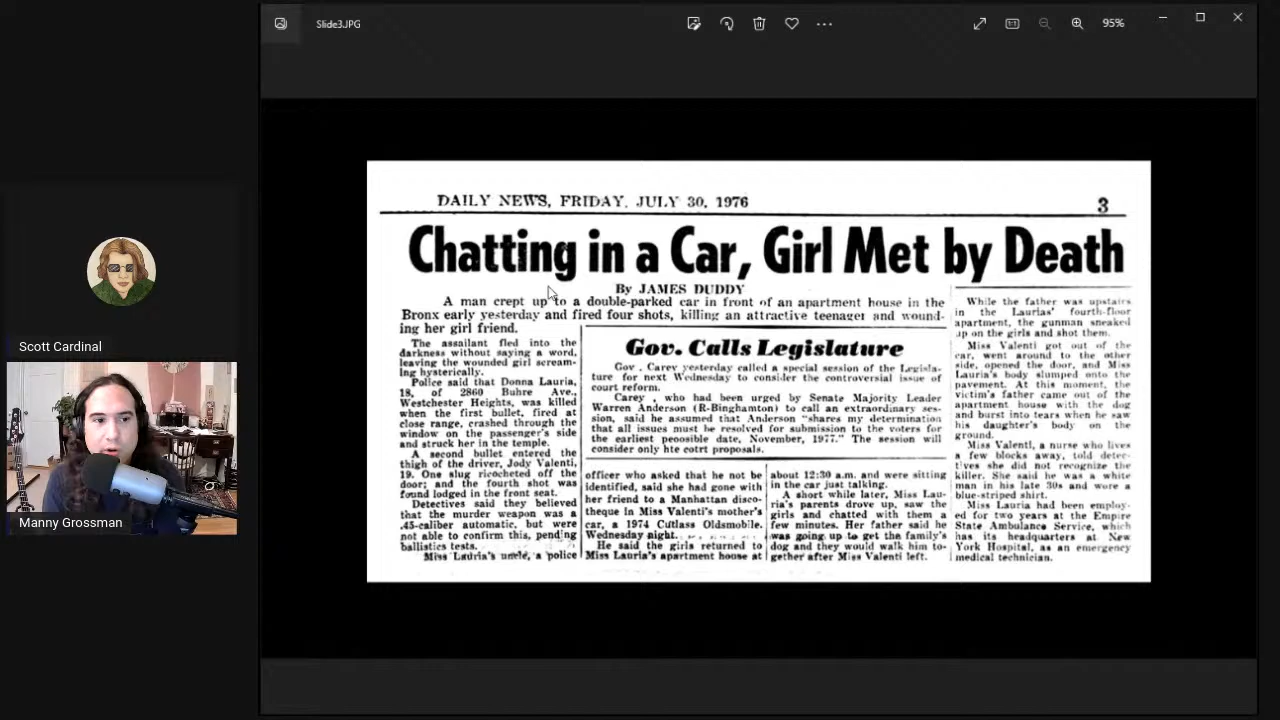 Slide3.JPG
95%
DAILY NEWS, FRIDAY, JULY 30, 1976
3
Chatting in a Car, Girl Met by Death
By JAMES DUDDY
A man crept up to a double-parked car in front of an apartment house in the
Bronx early yesterday and fired four shots, killing an attractive teenager and wound-
ing her girl friend.
The assailant fled into the
darkness without saying a word,
leaving the wounded girl scream-
ing hysterically.
Police said that Donna Lauria,
18, of 2860 Buhre Ave.,
Westchester Heights, was killed
when the first bullet, fired at
close range, crashed through the
window on the passenger's side
and struck her in the temple.
A second bullet entered the
thigh of the driver, Jody Valenti,
19. One slug ricocheted off the
door; and the fourth shot was
found lodged in the front seat.
Detectives said they believed
that the murder weapon was a
.45-caliber automatic, but were
not able to confirm this, pending
ballistics tests.
Miss Lauria's uncle, a police
Gov. Calls Legislature
Gov. Carey yesterday called a special session of the Legisla-
ture for next Wednesday to consider the controversial issue of
court reform.
Carey, who had been urged by Senate Majority Leader
Warren Anderson (R-Binghamton) to call an extraordinary ses-
sion, said he assumed that Anderson "shares my determination
that all issues must be resolved for submission to the voters for
the earliest peoosible date, November, 1977." The session will
consider only hte cotrt proposals.
officer who asked that he not be
identified, said she had gone with
her friend to a Manhattan disco-
theque in Miss Valenti's mother's
car, a 1974 Cutlass Oldsmobile.
Wednesday night.
He said the girls returned to
Miss Lauria's apartment house at
about 12:30 a.m. and were sitting
in the car just talking.
A short while later, Miss Lau-
ria's parents drove up, saw the
girls and chatted with them a
few minutes. Her father said he
was going up to get the family's
dog and they would walk him to-
gether after Miss Valenti left.
While the father was upstairs
in the Laurias' fourth-floor
apartment, the gunman sneaked
up on the girls and shot them.
Miss Valenti got out of the
car, went around to the other
side, opened the door, and Miss
Lauria's body slumped onto the
pavement. At this moment, the
victim's father came out of the
apartment house with the dog
and burst into tears when he saw
his daughter's body on the
ground.
Miss Valenti, a nurse who lives
a few blocks away, told detec-
tives she did not recognize the
killer. She said he was a white
man in his late 30s and wore a
blue-striped shirt.
Miss Lauria had been employ-
ed for two years at the Empire
State Ambulance Service, which
has its headquarters at New
York Hospital, as an emergency
medical technician.
Scott Cardinal
Manny Grossman